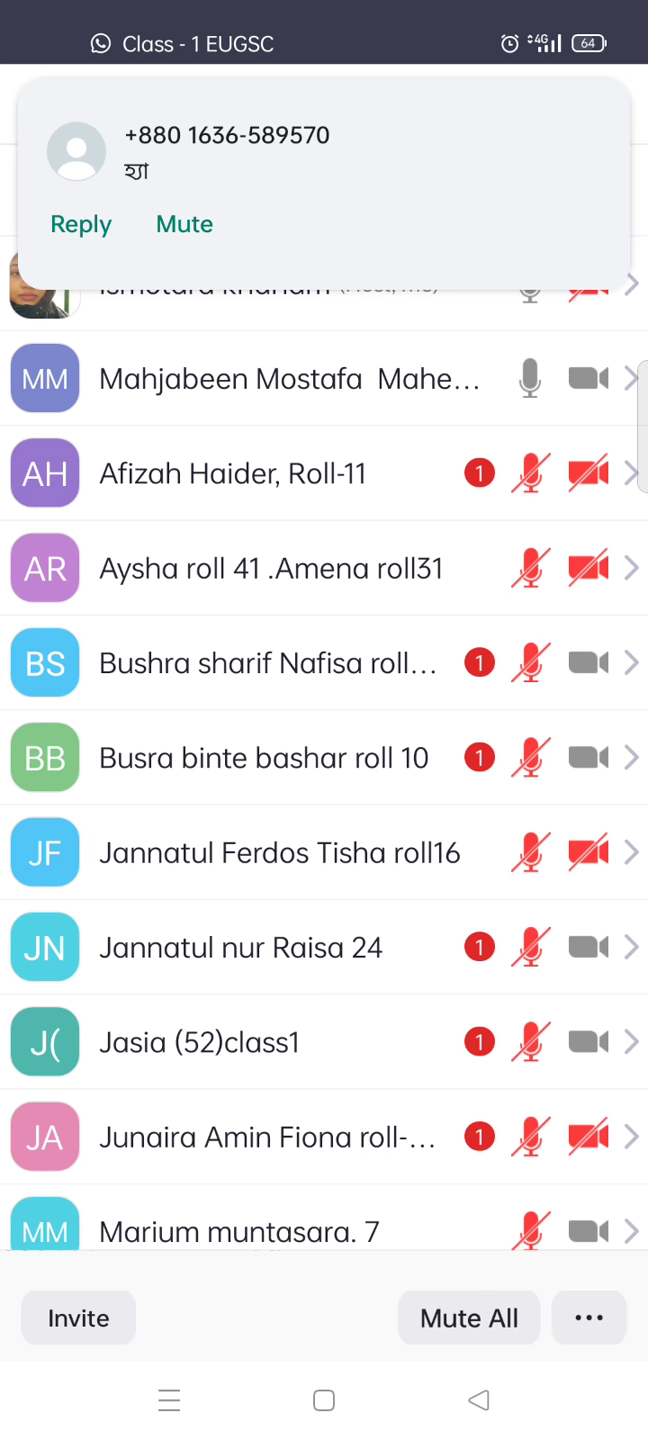 Class - 1 EUGSC
4G
64
+880 1636-589570
হ্যা
Reply Mute
MM Mahjabeen Mostafa Mahe...
AH Afizah Haider, Roll-11 1
AR Aysha roll 41 .Amena roll31
BS Bushra sharif Nafisa roll... 1
BB Busra binte bashar roll 10 1
JF Jannatul Ferdos Tisha roll16
JN Jannatul nur Raisa 24 1
J( Jasia (52)class1 1
JA Junaira Amin Fiona roll-... 1
MM Marium muntasara. 7
Invite Mute All ...